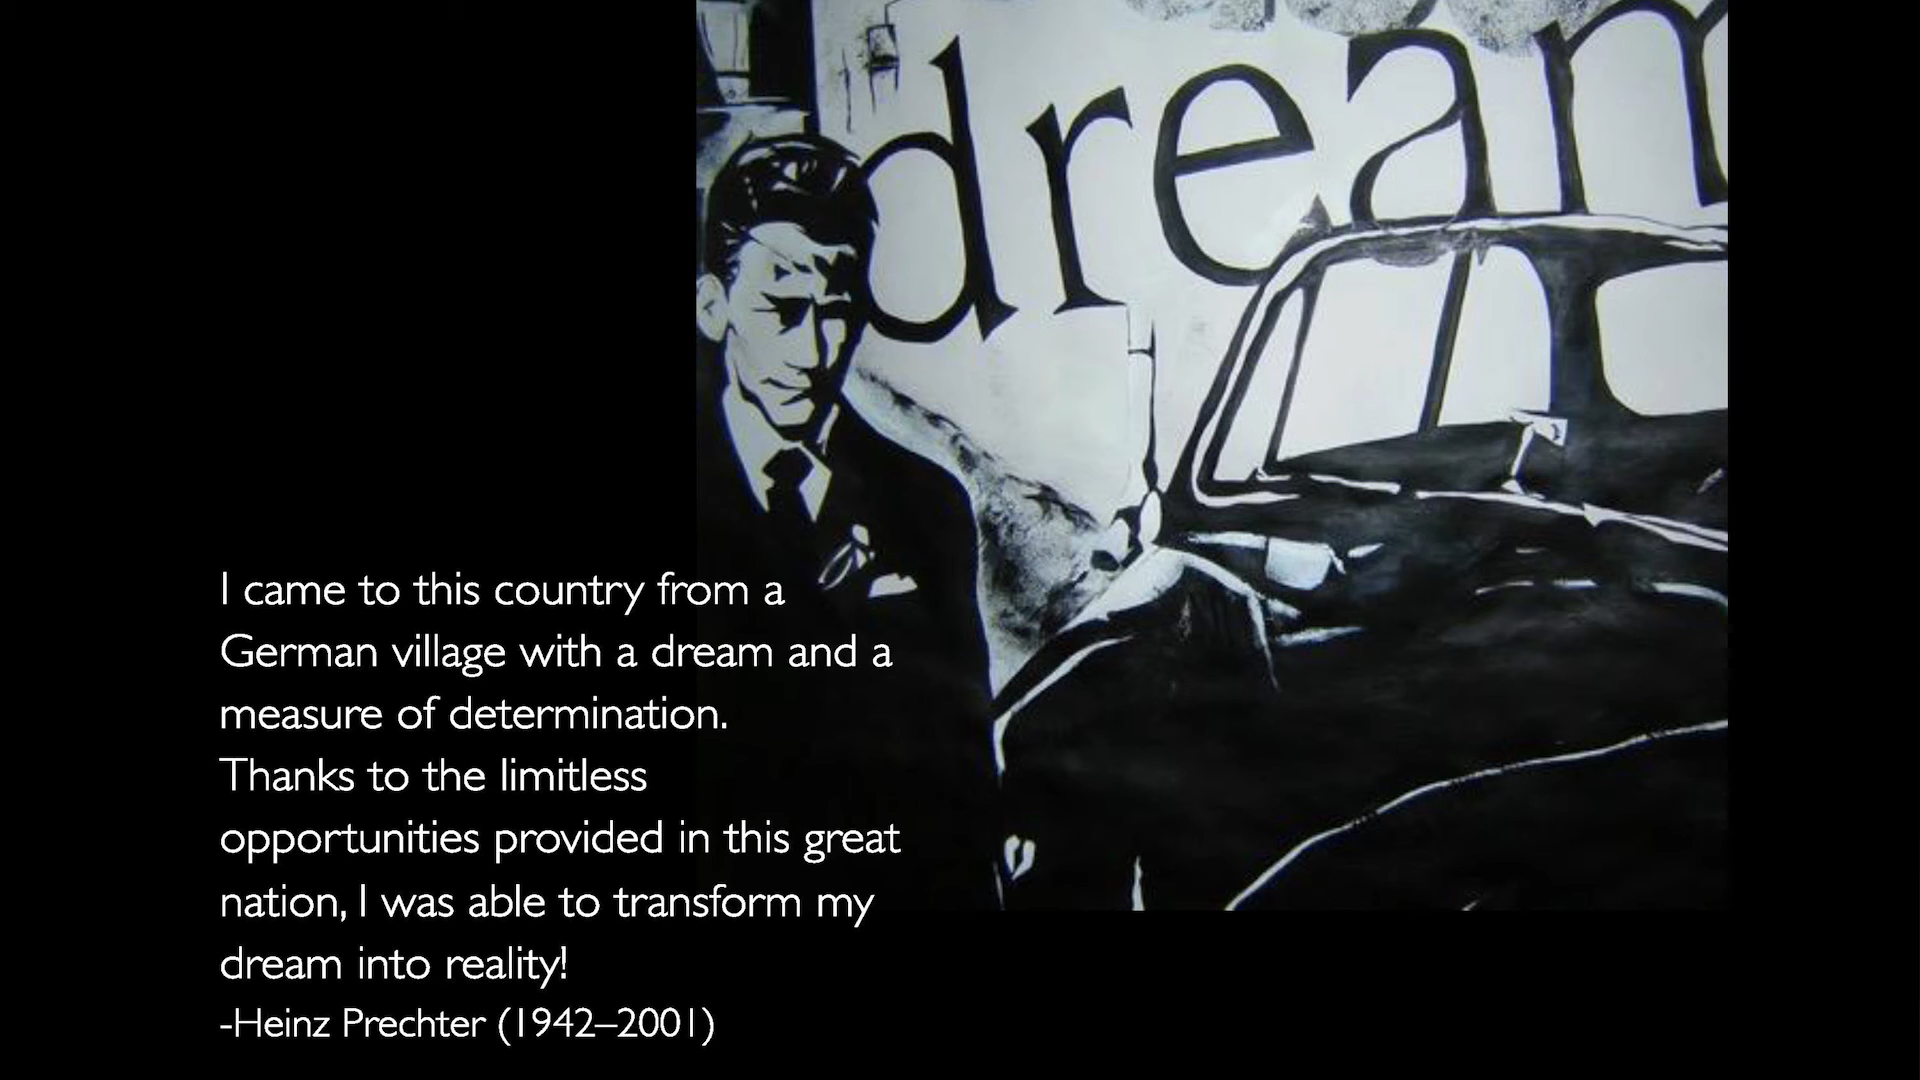 dream
I came to this country from a
German village with a dream and a
measure of determination.
Thanks to the limitless
opportunities provided in this great
nation, I was able to transform my
dream into reality!
-Heinz Prechter (1942–2001)